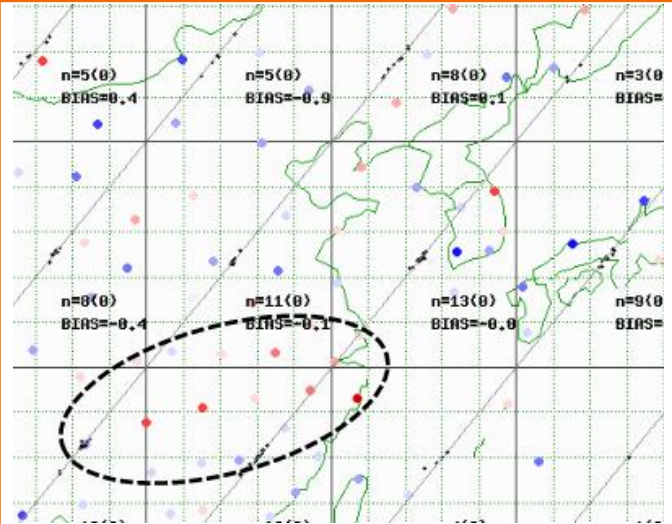 n=5(0) n=5(0) n=8(0) n=3(0)
BIAS=0.4 BIAS=-0.9 BIAS=0.1 BIAS=
n=8(0) n=11(0) n=13(0) n=9(0)
BIAS=-0.4 BIAS=-0.1 BIAS=-0.0 BIAS=